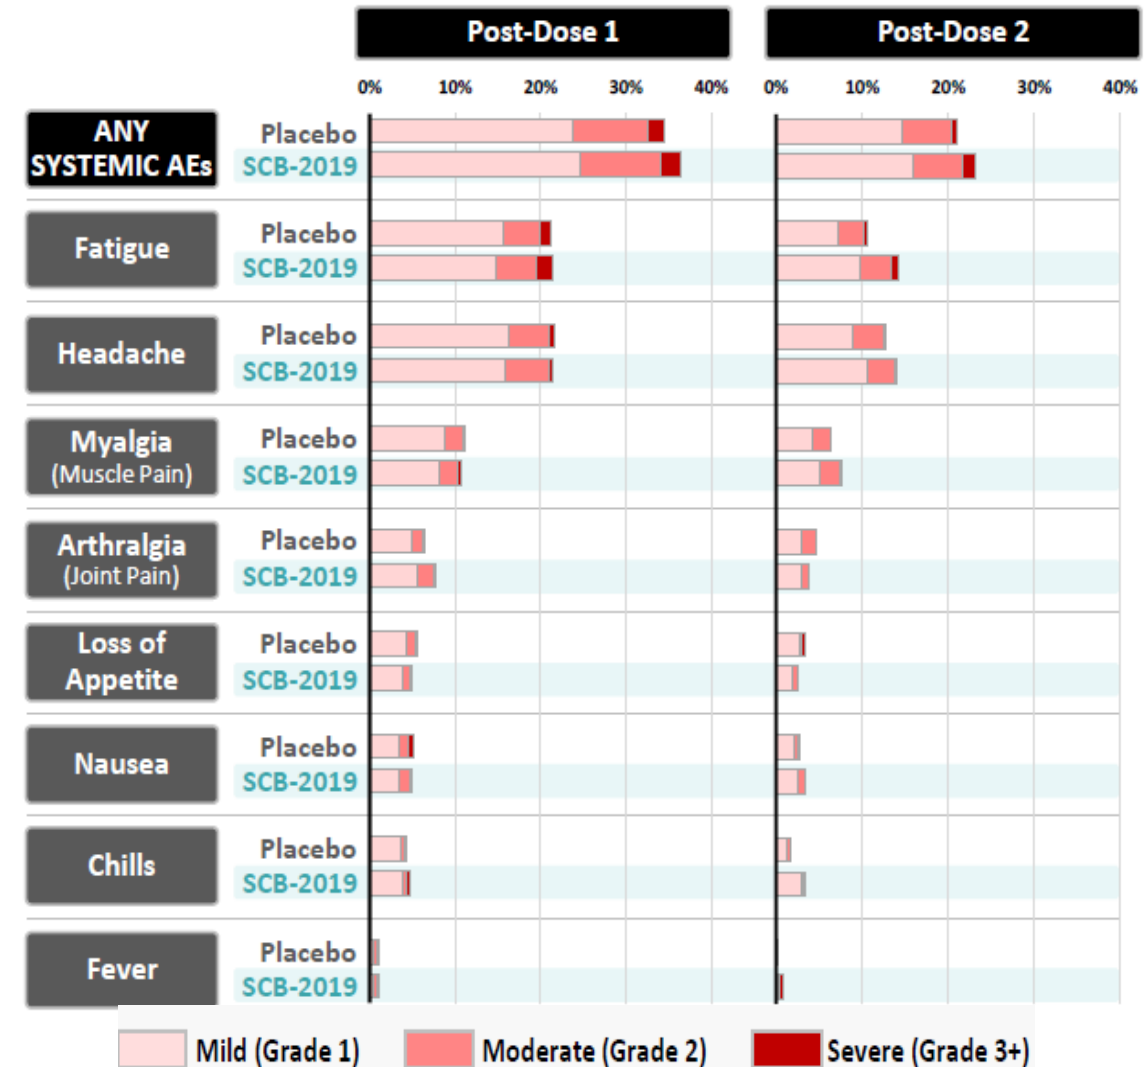 Post-Dose 1
Post-Dose 2
0% 10% 20% 30% 40%
0% 10% 20% 30% 40%
ANY
SYSTEMIC AEs
Placebo
SCB-2019
Fatigue
Placebo
SCB-2019
Headache
Placebo
SCB-2019
Myalgia
(Muscle Pain)
Placebo
SCB-2019
Arthralgia
(Joint Pain)
Placebo
SCB-2019
Loss of
Appetite
Placebo
SCB-2019
Nausea
Placebo
SCB-2019
Chills
Placebo
SCB-2019
Fever
Placebo
SCB-2019
Mild (Grade 1)
Moderate (Grade 2)
Severe (Grade 3+)